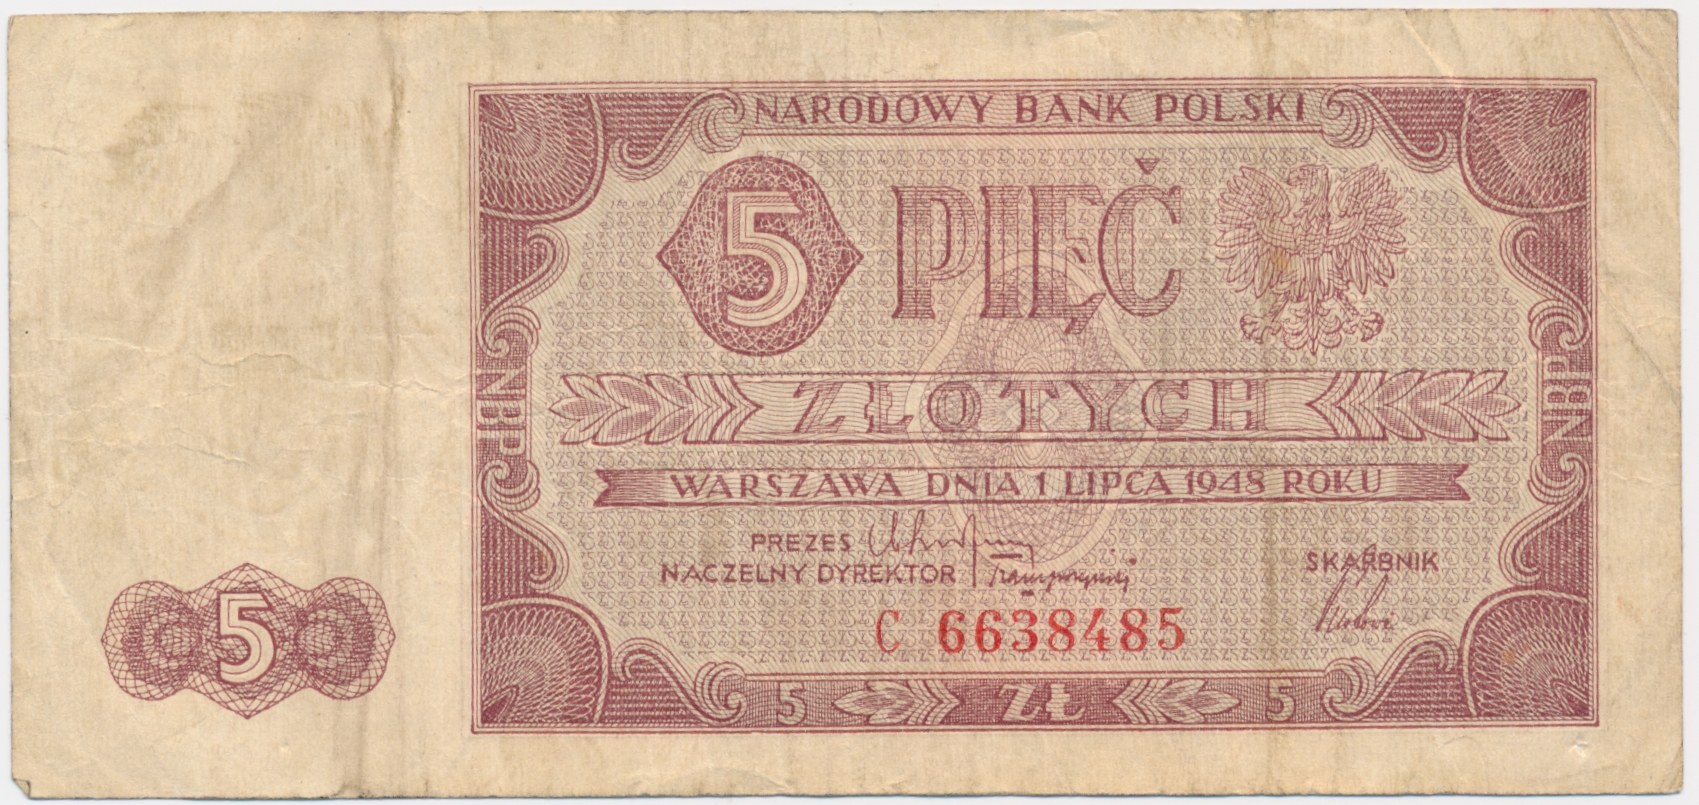 NARODOWY BANK POLSKI
5 PIĘĆ
ZŁOTYCH
NBP
NBP
WARSZAWA DNIA 1 LIPCA 1948 ROKU
PREZES
NACZELNY DYREKTOR
SKARBNIK
C 6638485
5
5 ZŁ 5